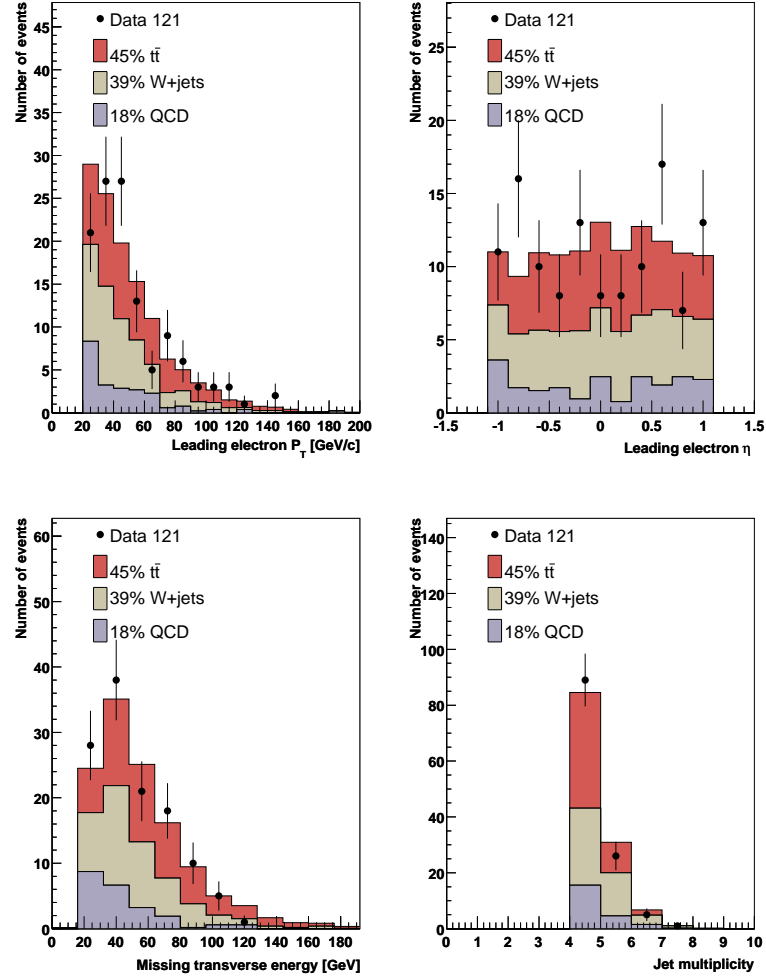 Number of events
45
40
35
30
25
20
15
10
5
0
Data 121
45% tt̄
39% W+jets
18% QCD
0 20 40 60 80 100 120 140 160 180 200
Leading electron P_T [GeV/c]
Number of events
25
20
15
10
5
0
Data 121
45% tt̄
39% W+jets
18% QCD
-1.5 -1 -0.5 0 0.5 1 1.5
Leading electron η
Number of events
60
50
40
30
20
10
0
Data 121
45% tt̄
39% W+jets
18% QCD
0 20 40 60 80 100 120 140 160 180
Missing transverse energy [GeV]
Number of events
140
120
100
80
60
40
20
0
Data 121
45% tt̄
39% W+jets
18% QCD
0 1 2 3 4 5 6 7 8 9 10
Jet multiplicity